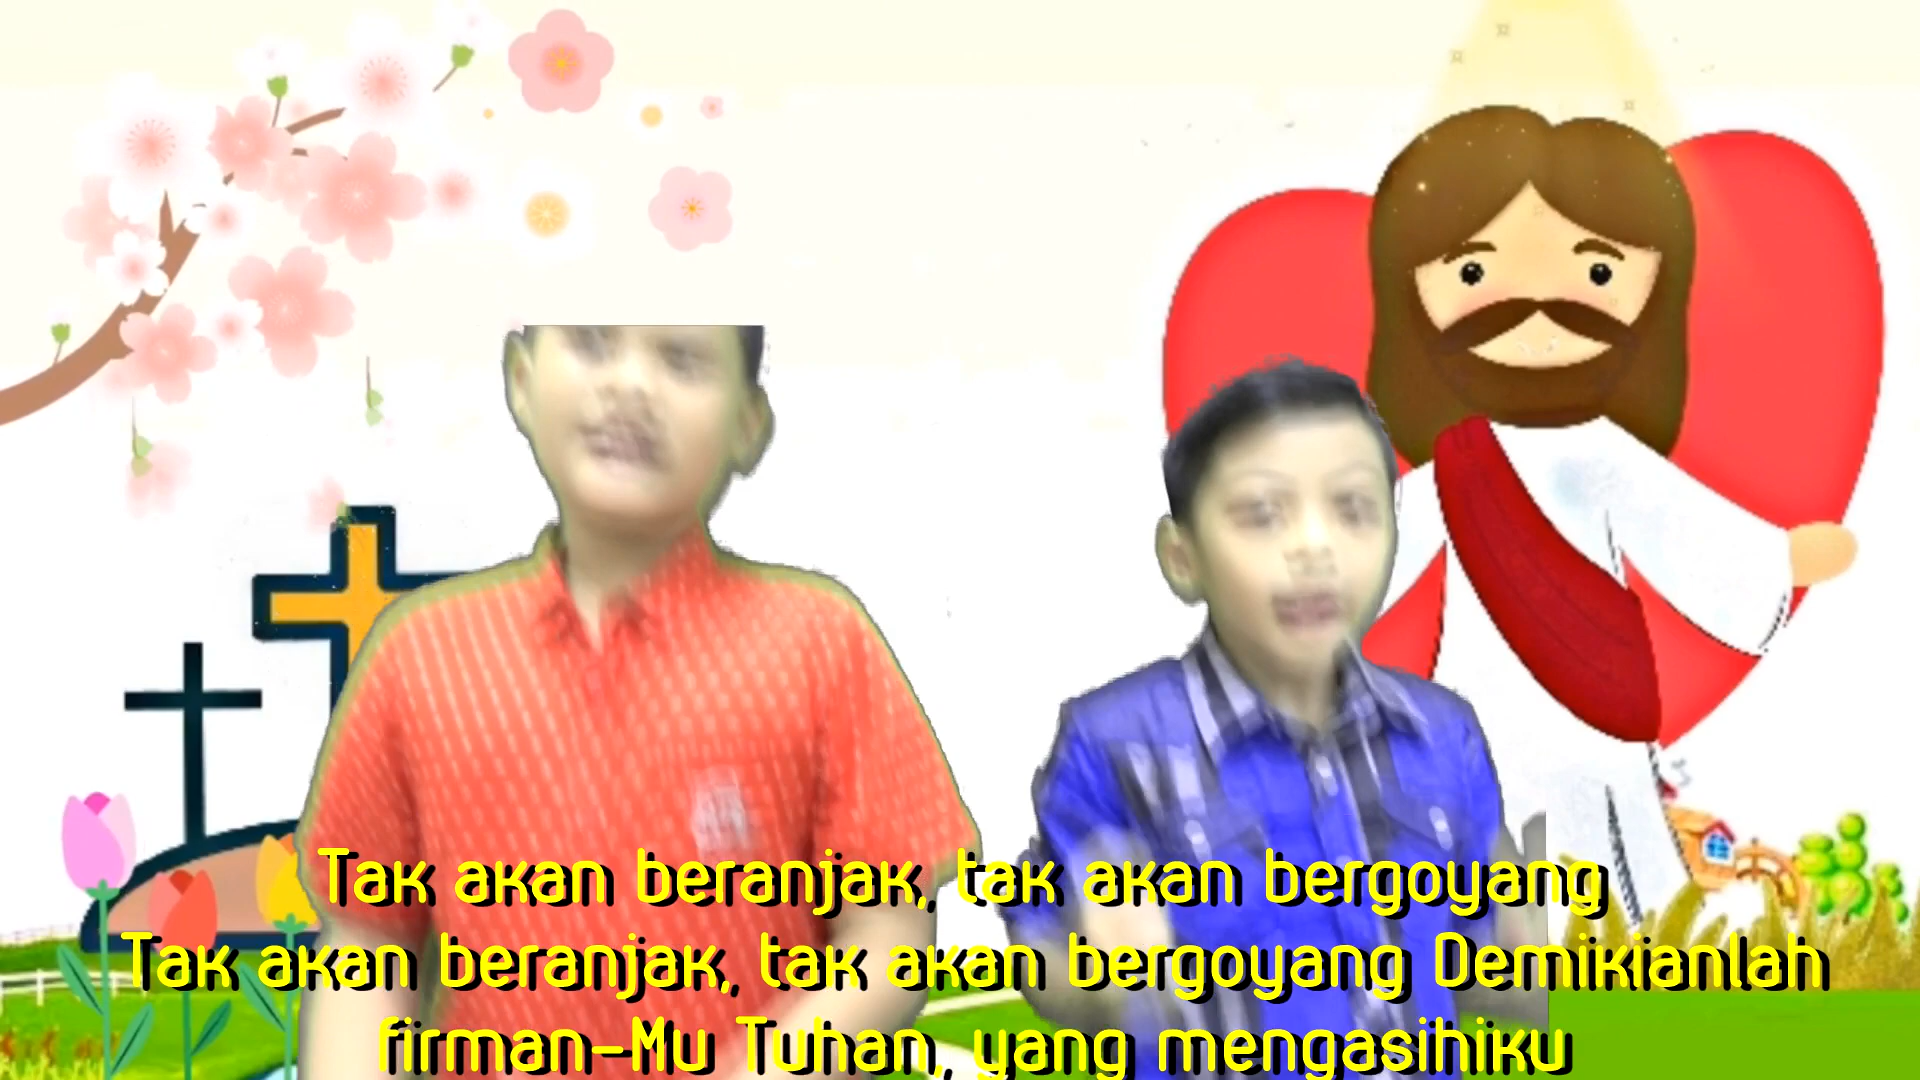 Tak akan beranjak, tak akan bergoyang
Tak akan beranjak, tak akan bergoyang Demikianlah
firman-Mu Tuhan, yang mengasihiku